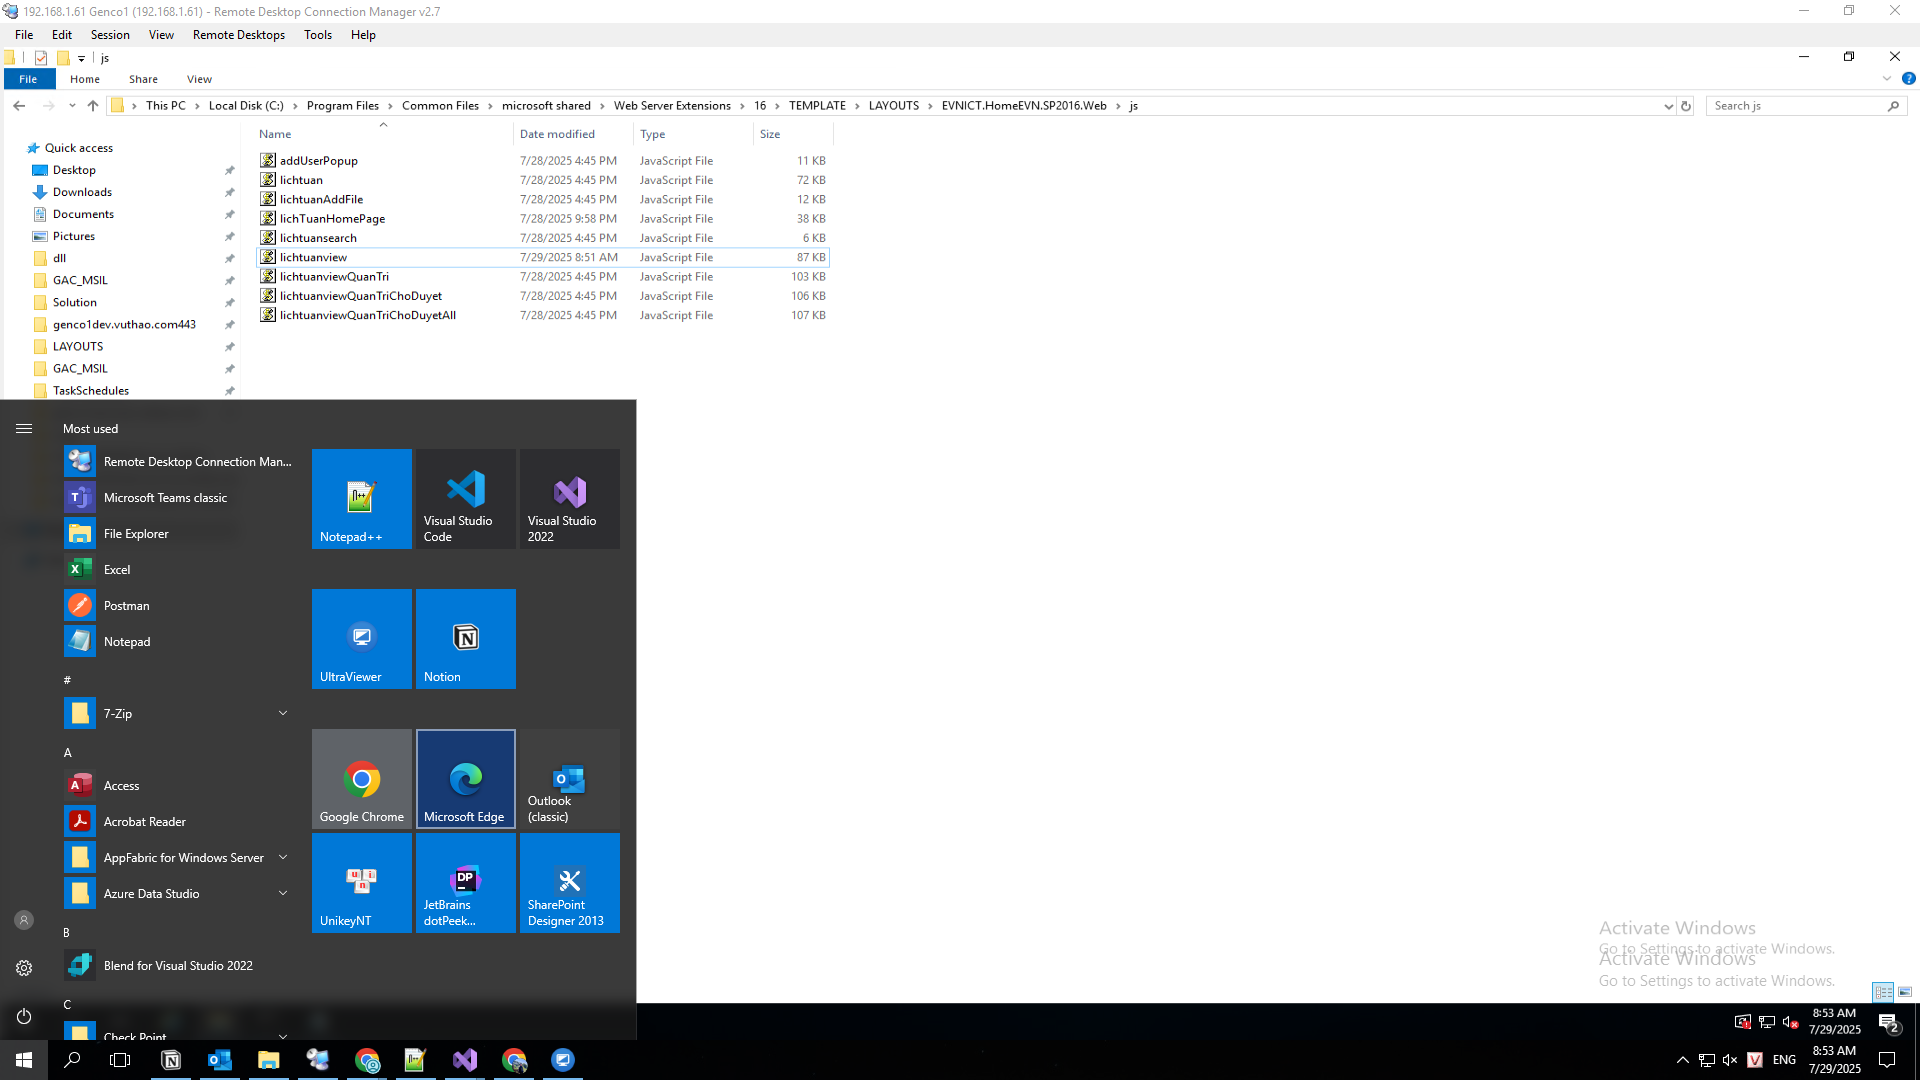 192.168.1.61 Genco1 (192.168.1.61) - Remote Desktop Connection Manager v2.7
File Edit Session View Remote Desktops Tools Help
js
File Home Share View
This PC Local Disk (C:) Program Files Common Files microsoft shared Web Server Extensions 16 TEMPLATE LAYOUTS EVNICT.HomeEVN.SP2016.Web js
Search js
Name Date modified Type Size
addUserPopup 7/28/2025 4:45 PM JavaScript File 11 KB
lichtuan 7/28/2025 4:45 PM JavaScript File 72 KB
lichtuanAddFile 7/28/2025 4:45 PM JavaScript File 12 KB
lichTuanHomePage 7/28/2025 9:58 PM JavaScript File 38 KB
lichtuansearch 7/28/2025 4:45 PM JavaScript File 6 KB
lichtuanview 7/29/2025 8:51 AM JavaScript File 87 KB
lichtuanviewQuanTri 7/28/2025 4:45 PM JavaScript File 103 KB
lichtuanviewQuanTriChoDuyet 7/28/2025 4:45 PM JavaScript File 106 KB
lichtuanviewQuanTriChoDuyetAll 7/28/2025 4:45 PM JavaScript File 107 KB
Quick access
Desktop
Downloads
Documents
Pictures
dll
GAC_MSIL
Solution
genco1dev.vuthao.com443
LAYOUTS
GAC_MSIL
TaskSchedules
Most used
Remote Desktop Connection Man...
Microsoft Teams classic
File Explorer
Excel
Postman
Notepad
#
7-Zip
A
Access
Acrobat Reader
AppFabric for Windows Server
Azure Data Studio
B
Blend for Visual Studio 2022
C
Check Point
Notepad++
Visual Studio
Code
Visual Studio
2022
UltraViewer
Notion
Google Chrome
Microsoft Edge
Outlook
(classic)
UnikeyNT
JetBrains
dotPeek...
SharePoint
Designer 2013
Activate Windows
Go to Settings to activate Windows.
Activate Windows
Go to Settings to activate Windows.
8:53 AM
7/29/2025
2
ENG
8:53 AM
7/29/2025